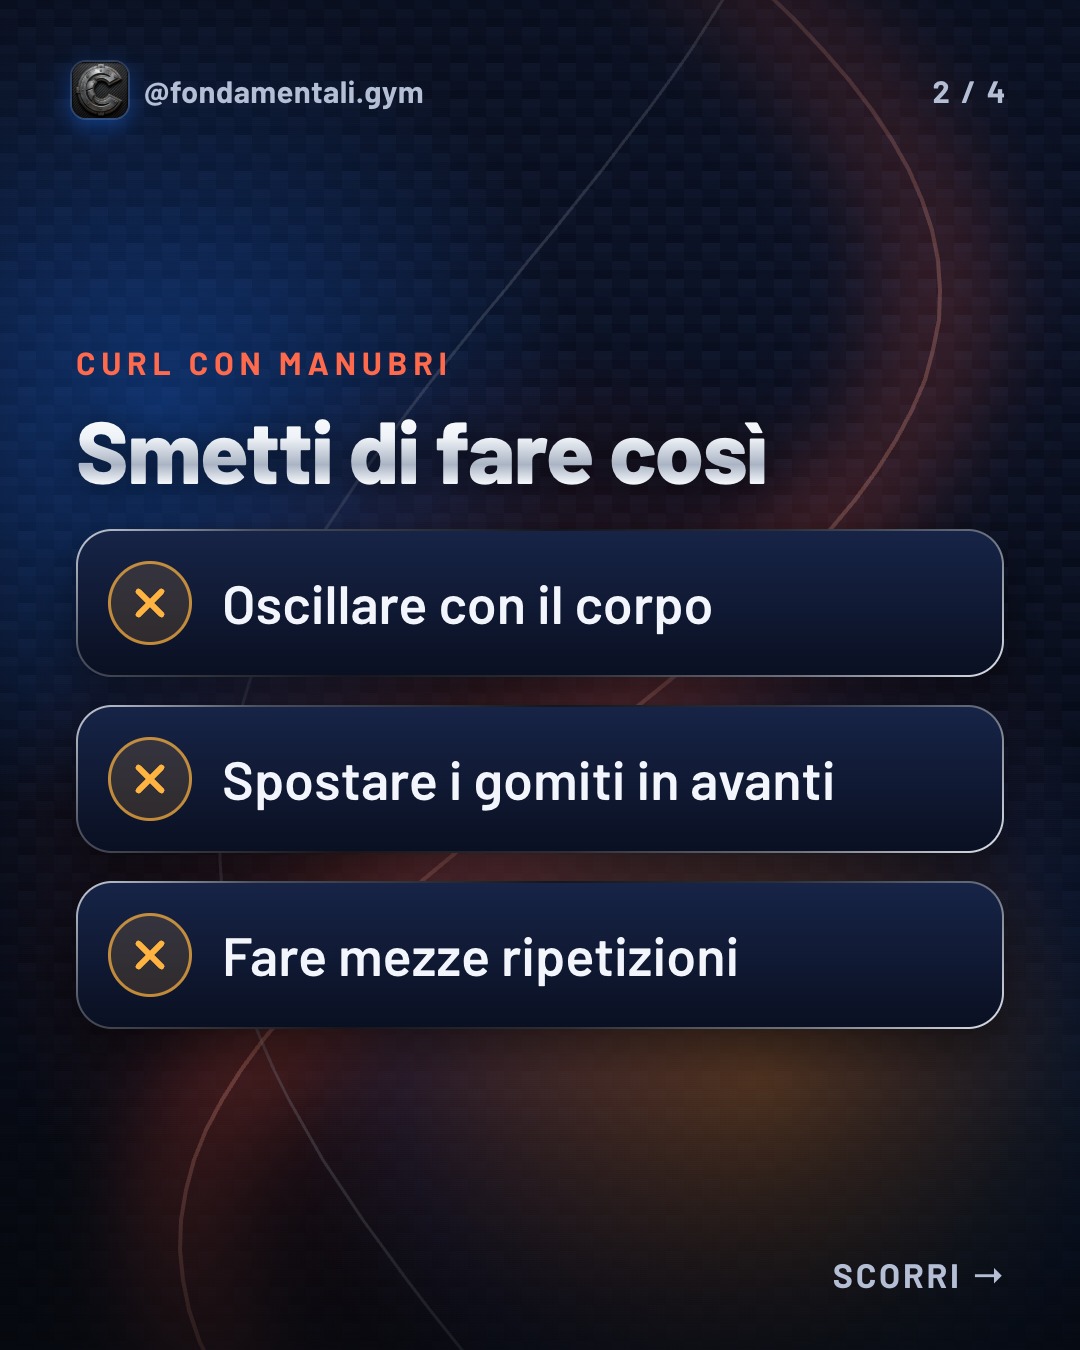 @fondamentali.gym
2 / 4
CURL CON MANUBRI
Smetti di fare così
Oscillare con il corpo
Spostare i gomiti in avanti
Fare mezze ripetizioni
SCORRI →